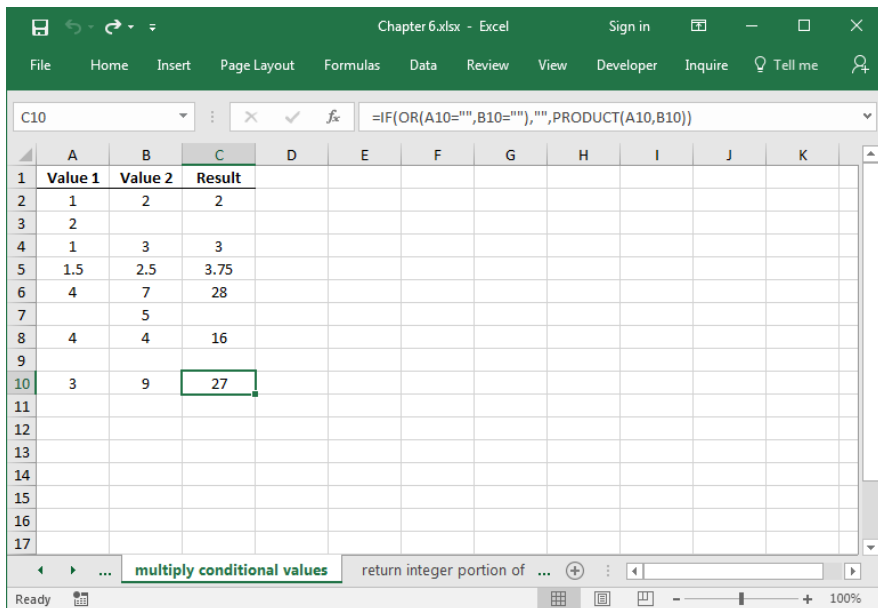 Chapter 6.xlsx - Excel Sign in
File Home Insert Page Layout Formulas Data Review View Developer Inquire Tell me
C10 fx =IF(OR(A10="",B10=""),"",PRODUCT(A10,B10))
A B C D E F G H I J K
1 Value 1 Value 2 Result
2 1 2 2
3 2
4 1 3 3
5 1.5 2.5 3.75
6 4 7 28
7 5
8 4 4 16
9
10 3 9 27
11
12
13
14
15
16
17
... multiply conditional values return integer portion of ...
Ready 100%